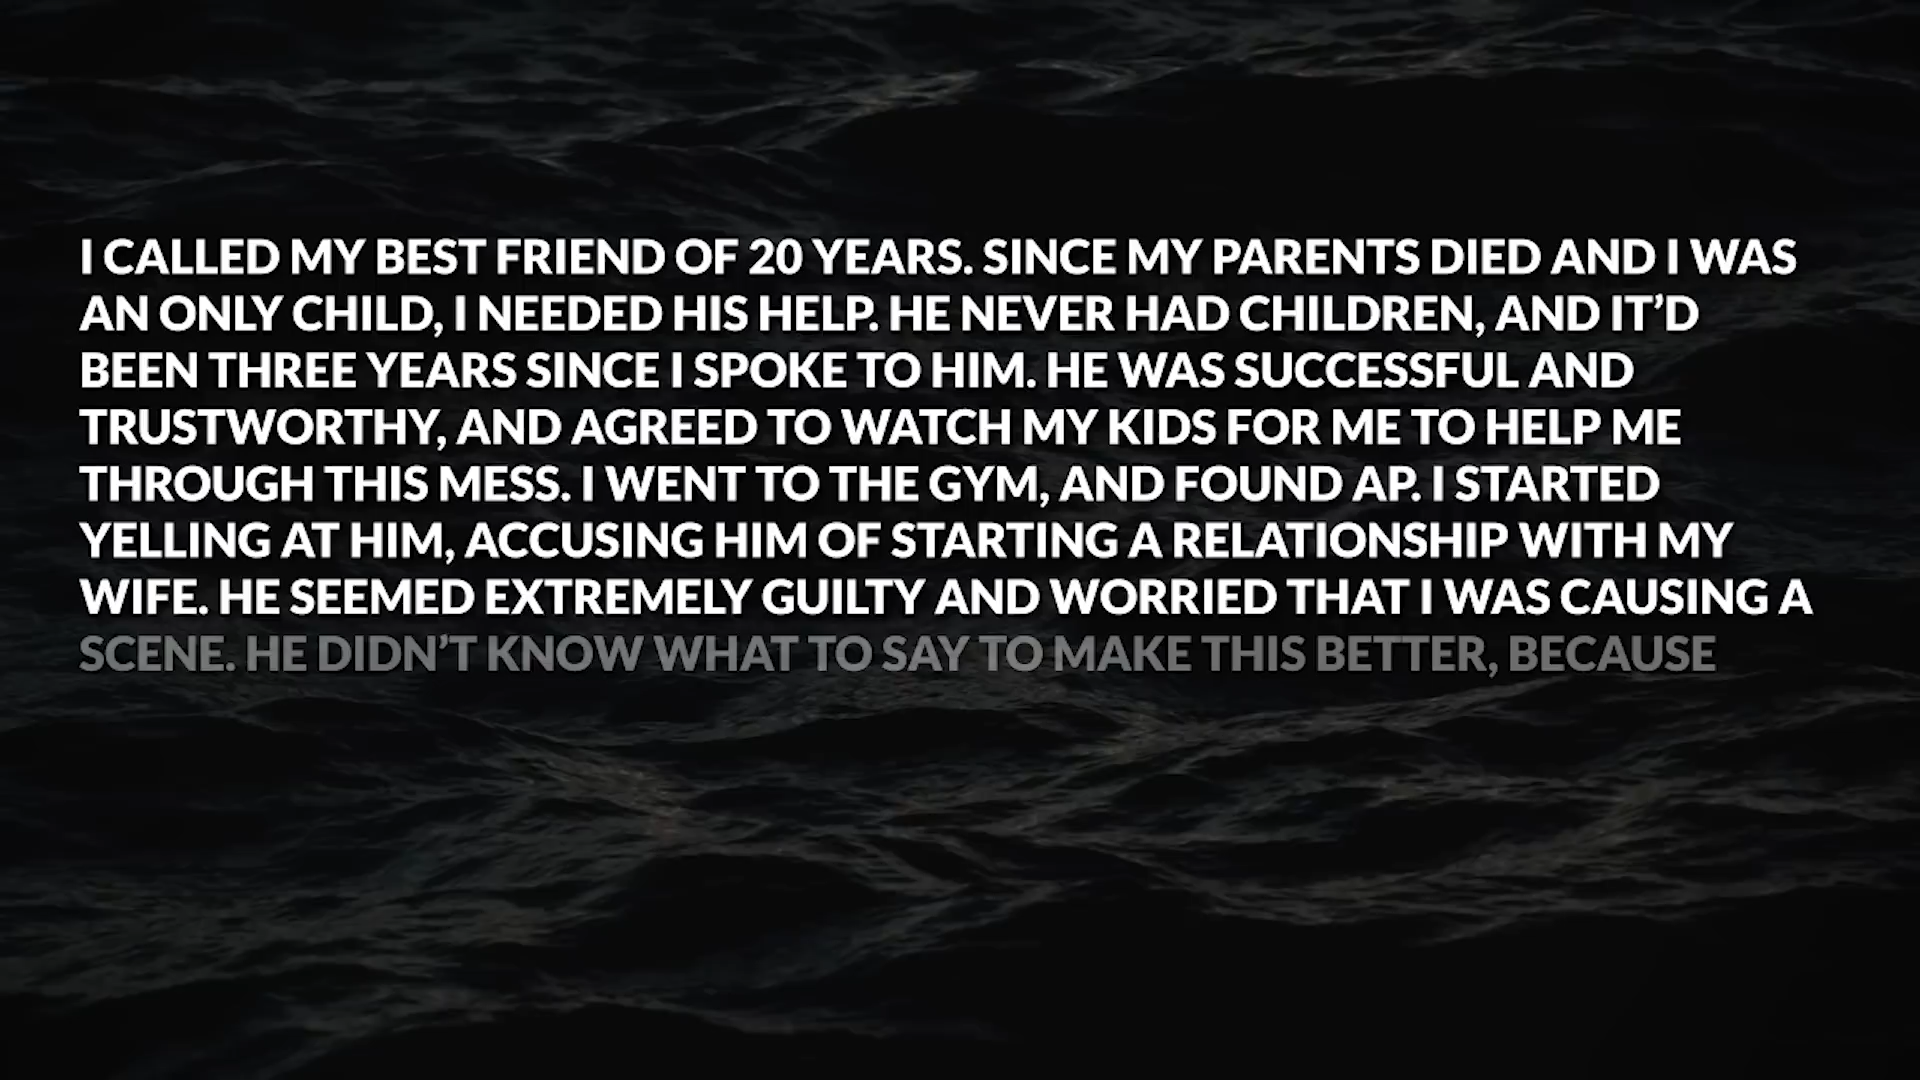 I CALLED MY BEST FRIEND OF 20 YEARS. SINCE MY PARENTS DIED AND I WAS
AN ONLY CHILD, I NEEDED HIS HELP. HE NEVER HAD CHILDREN, AND IT’D
BEEN THREE YEARS SINCE I SPOKE TO HIM. HE WAS SUCCESSFUL AND
TRUSTWORTHY, AND AGREED TO WATCH MY KIDS FOR ME TO HELP ME
THROUGH THIS MESS. I WENT TO THE GYM, AND FOUND AP. I STARTED
YELLING AT HIM, ACCUSING HIM OF STARTING A RELATIONSHIP WITH MY
WIFE. HE SEEMED EXTREMELY GUILTY AND WORRIED THAT I WAS CAUSING A
SCENE. HE DIDN’T KNOW WHAT TO SAY TO MAKE THIS BETTER, BECAUSE